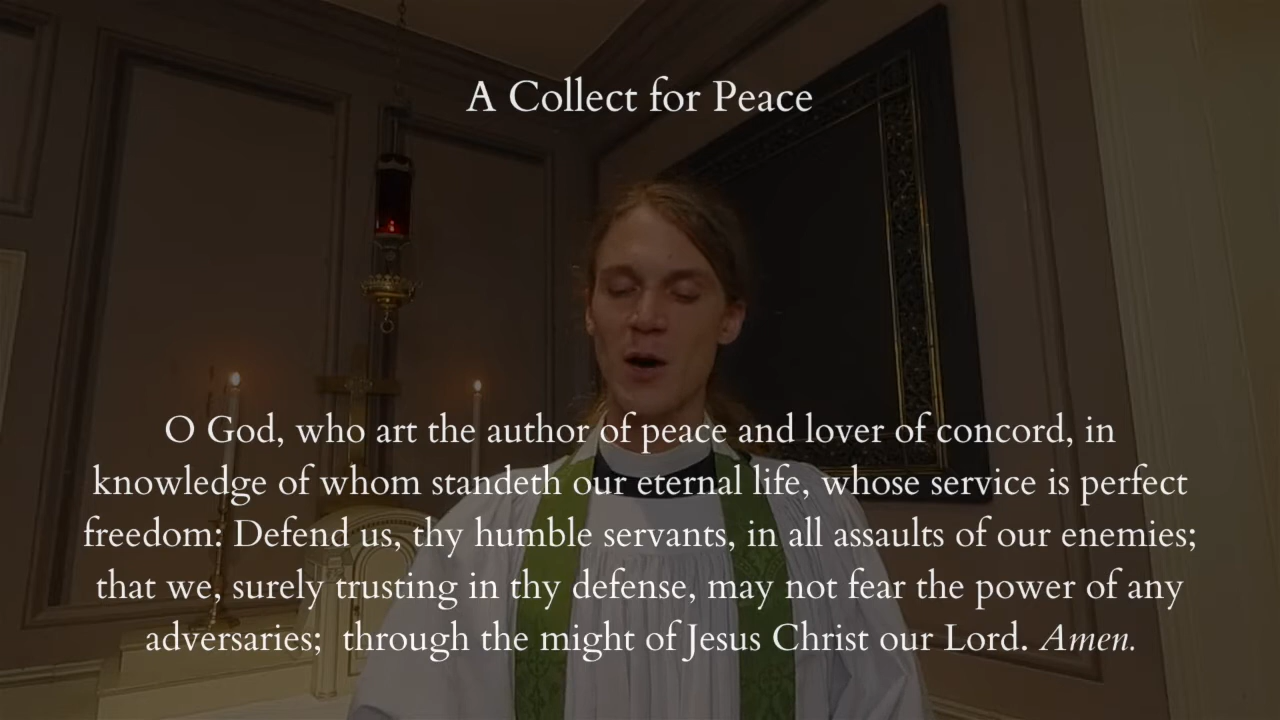 A Collect for Peace
O God, who art the author of peace and lover of concord, in
knowledge of whom standeth our eternal life, whose service is perfect
freedom: Defend us, thy humble servants, in all assaults of our enemies;
that we, surely trusting in thy defense, may not fear the power of any
adversaries;  through the might of Jesus Christ our Lord. Amen.